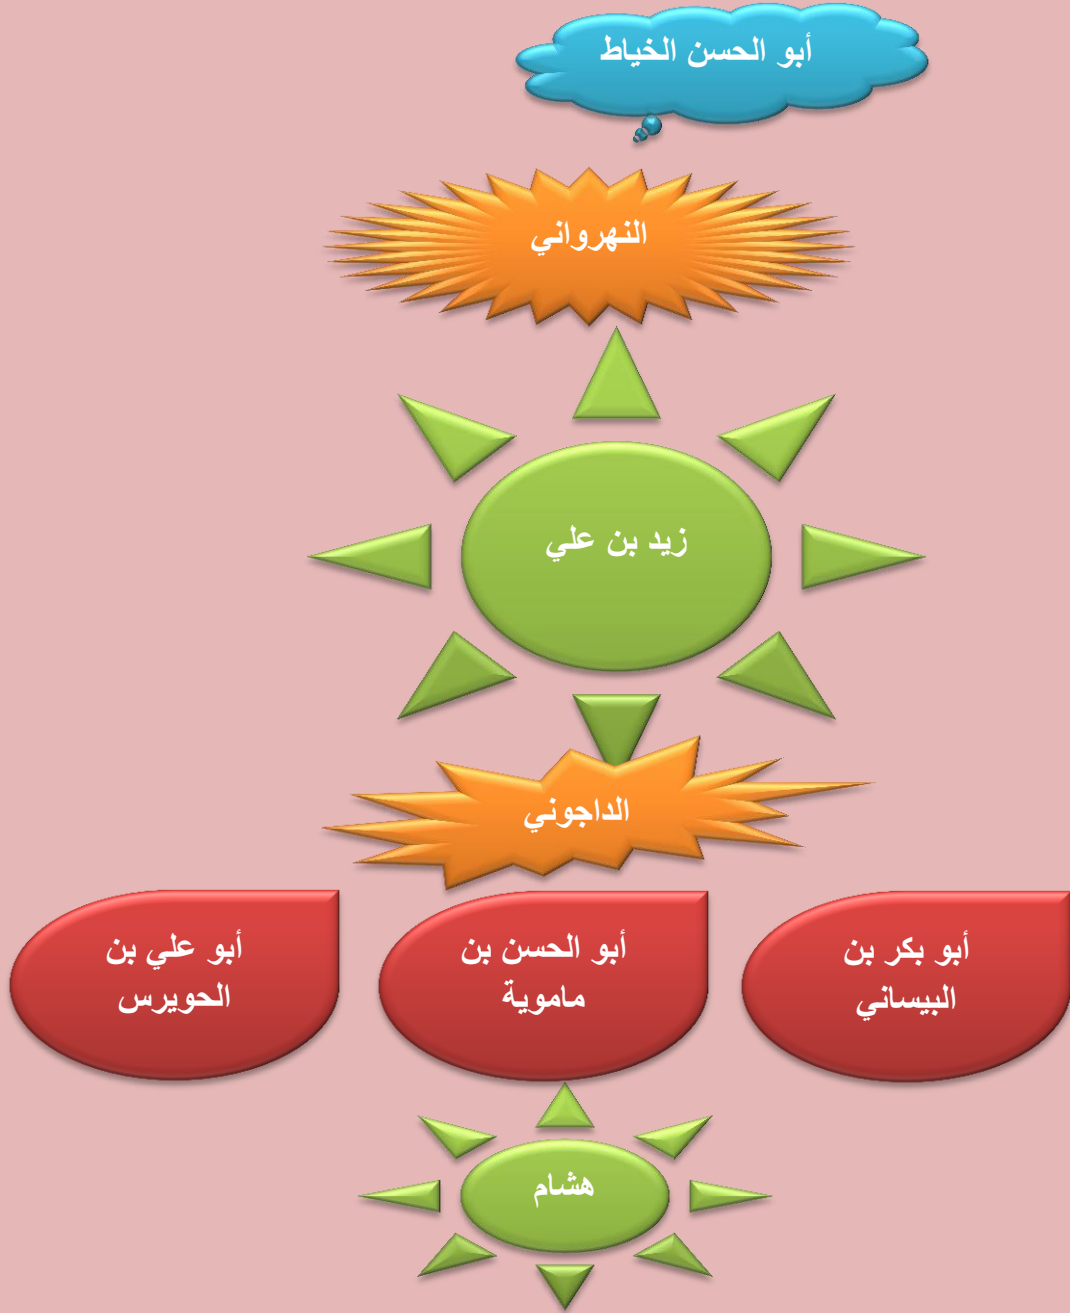 أبو الحسن الخياط
النهرواني
زيد بن علي
الداجوني
أبو بكر بن
البيساني
أبو الحسن بن
ماموية
أبو علي بن
الحويرس
هشام